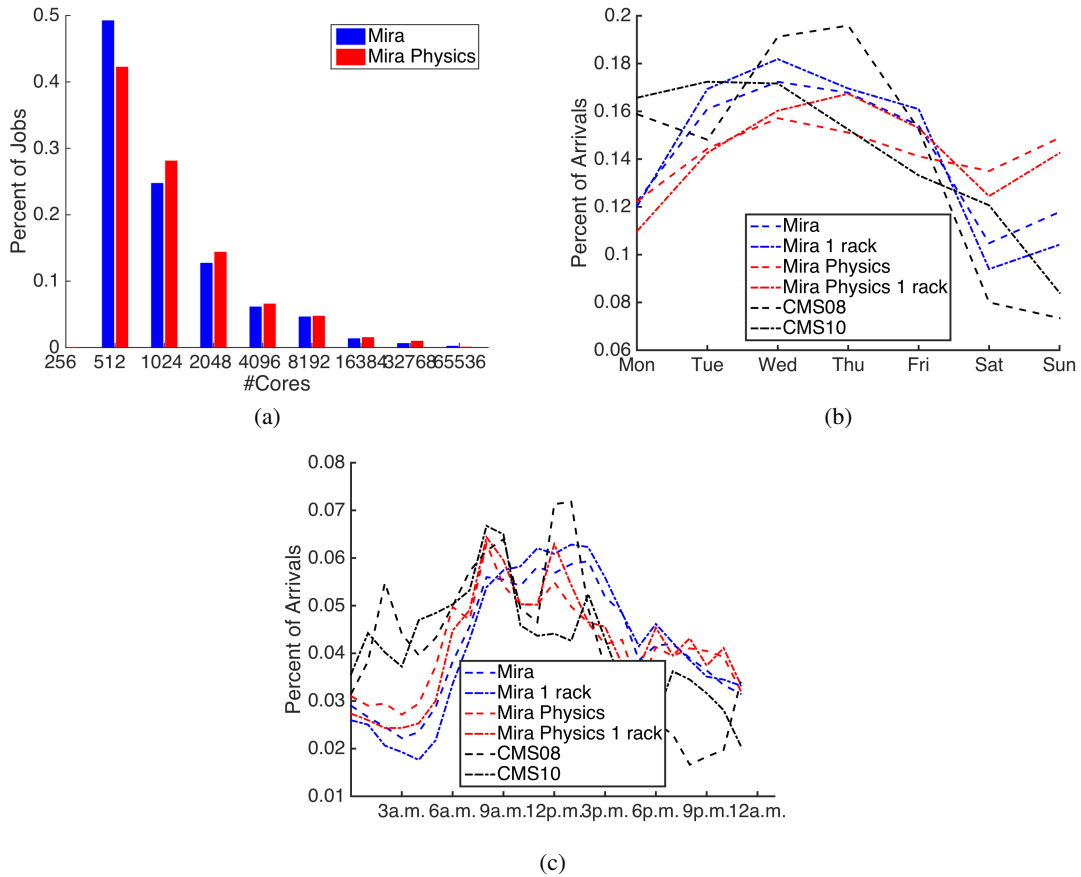 0.5
0.4
0.3
0.2
0.1
0
Percent of Jobs
Mira
Mira Physics
256 512 1024 2048 4096 8192 16384 32768 65536
#Cores
(a)
0.2
0.18
0.16
0.14
0.12
0.1
0.08
0.06
Percent of Arrivals
Mira
Mira 1 rack
Mira Physics
Mira Physics 1 rack
CMS08
CMS10
Mon Tue Wed Thu Fri Sat Sun
(b)
0.08
0.07
0.06
0.05
0.04
0.03
0.02
0.01
Percent of Arrivals
Mira
Mira 1 rack
Mira Physics
Mira Physics 1 rack
CMS08
CMS10
3a.m. 6a.m. 9a.m. 12p.m. 3p.m. 6p.m. 9p.m. 12a.m.
(c)